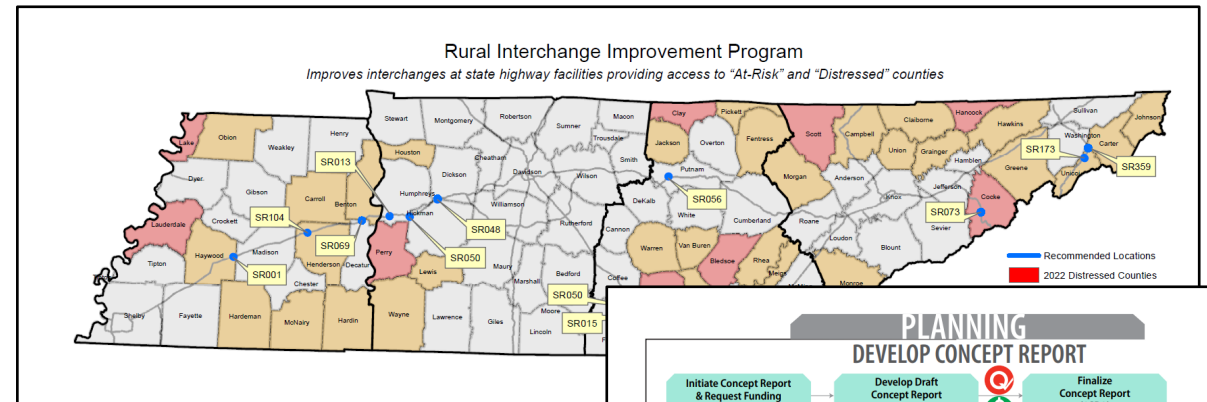 Rural Interchange Improvement Program
Improves interchanges at state highway facilities providing access to “At-Risk” and “Distressed” counties
Lake
Obion
Weakley
Henry
Stewart
Montgomery
Robertson
Sumner
Macon
Trousdale
Smith
Clay
Pickett
Jackson
Overton
Fentress
Scott
Campbell
Claiborne
Hancock
Hawkins
Sullivan
Johnson
Washington
Carter
Union
Grainger
Hamblen
Greene
Unicoi
Morgan
Anderson
Knox
Jefferson
Cocke
Sevier
Blount
Loudon
Roane
Monroe
Dyer
Gibson
Carroll
Benton
Houston
Humphreys
Dickson
Cheatham
Davidson
Wilson
Putnam
DeKalb
White
Cumberland
Lauderdale
Crockett
Haywood
Madison
Henderson
Decatur
Perry
Hickman
Williamson
Rutherford
Cannon
Warren
Van Buren
Bledsoe
Rhea
Meigs
Tipton
Chester
Lewis
Maury
Marshall
Bedford
Coffee
Moore
Shelby
Fayette
Hardeman
McNairy
Hardin
Wayne
Lawrence
Giles
Lincoln
SR013
SR104
SR069
SR001
SR048
SR050
SR056
SR173
SR359
SR073
SR050
SR015
Recommended Locations
2022 Distressed Counties
PLANNING
DEVELOP CONCEPT REPORT
Initiate Concept Report
& Request Funding
Develop Draft
Concept Report
Finalize
Concept Report